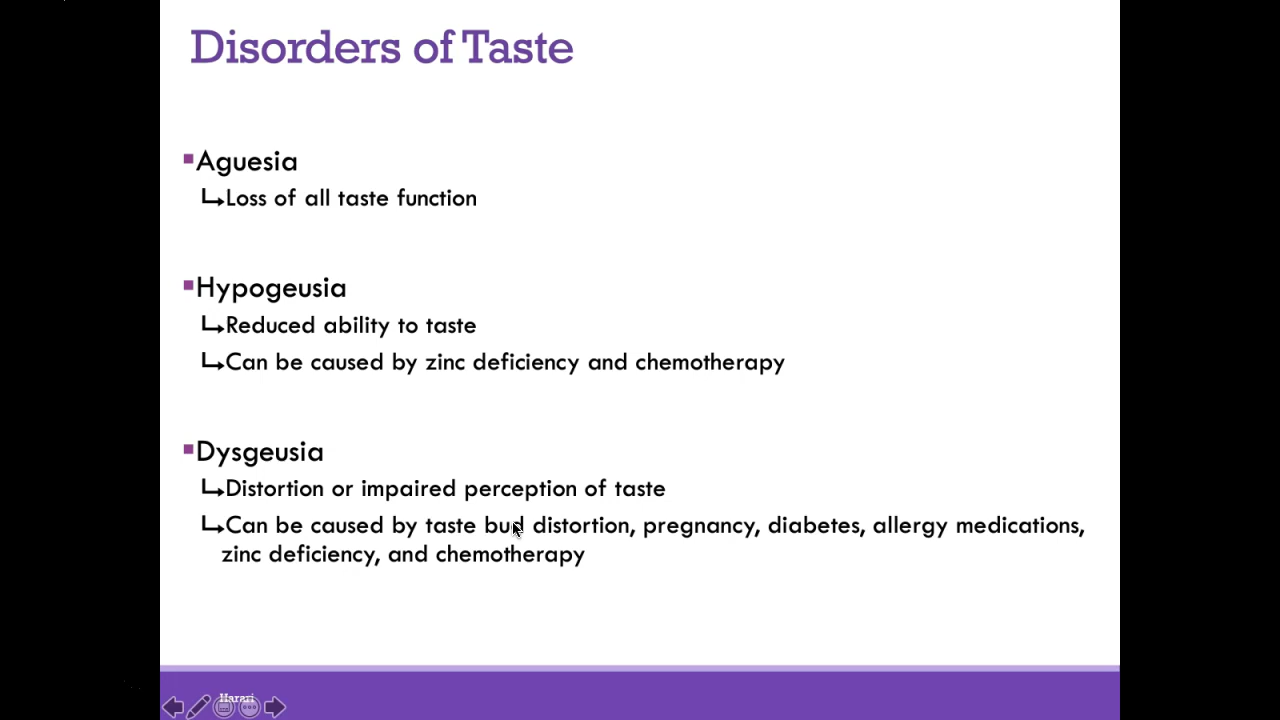 Disorders of Taste
Aguesia
Loss of all taste function
Hypogeusia
Reduced ability to taste
Can be caused by zinc deficiency and chemotherapy
Dysgeusia
Distortion or impaired perception of taste
Can be caused by taste bud distortion, pregnancy, diabetes, allergy medications,
zinc deficiency, and chemotherapy
Harari